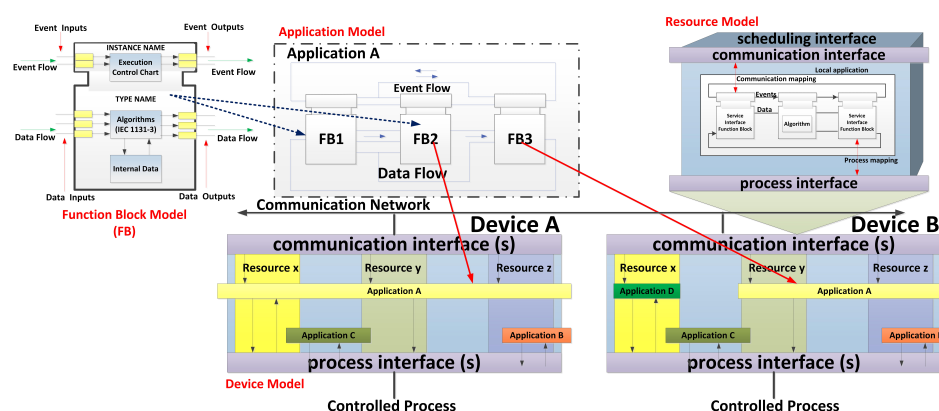 Event Inputs
Event Outputs
INSTANCE NAME
Execution
Control Chart
Event Flow
Event Flow
TYPE NAME
Algorithms
(IEC 1131-3)
Data Flow
Data Flow
Internal Data
Data Inputs
Data Outputs
Function Block Model
(FB)
Application Model
Application A
Event Flow
FB1
FB2
FB3
Data Flow
Resource Model
scheduling interface
communication interface
Local application
Communication mapping
Events
Data
Service
Interface
Function Block
Algorithm
Service
Interface
Function Block
Process mapping
process interface
Communication Network
Device A
communication interface (s)
Resource x
Resource y
Resource z
Application A
Application C
Application B
process interface (s)
Device Model
Controlled Process
Device B
communication interface (s)
Resource x
Resource y
Resource z
Application D
Application A
Application C
Application
process interface (s)
Controlled Process